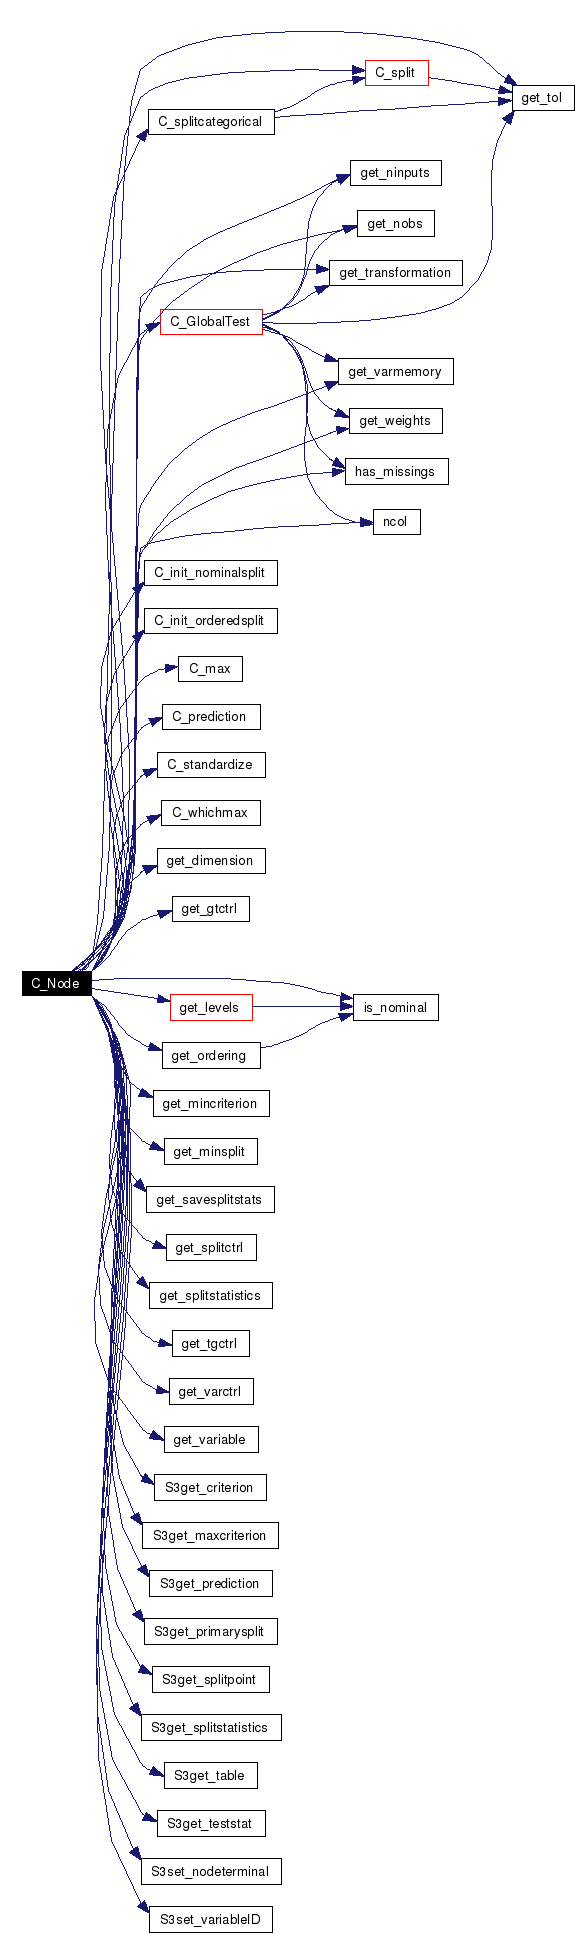 C_split
get_tol
C_splitcategorical
get_ninputs
get_nobs
get_transformation
C_GlobalTest
get_varmemory
get_weights
has_missings
ncol
C_init_nominalsplit
C_init_orderedsplit
C_max
C_prediction
C_standardize
C_whichmax
get_dimension
get_gtctrl
C_Node
get_levels
is_nominal
get_ordering
get_mincriterion
get_minsplit
get_savesplitstats
get_splitctrl
get_splitstatistics
get_tgctrl
get_varctrl
get_variable
S3get_criterion
S3get_maxcriterion
S3get_prediction
S3get_primarysplit
S3get_splitpoint
S3get_splitstatistics
S3get_table
S3get_teststat
S3set_nodeterminal
S3set_variableID